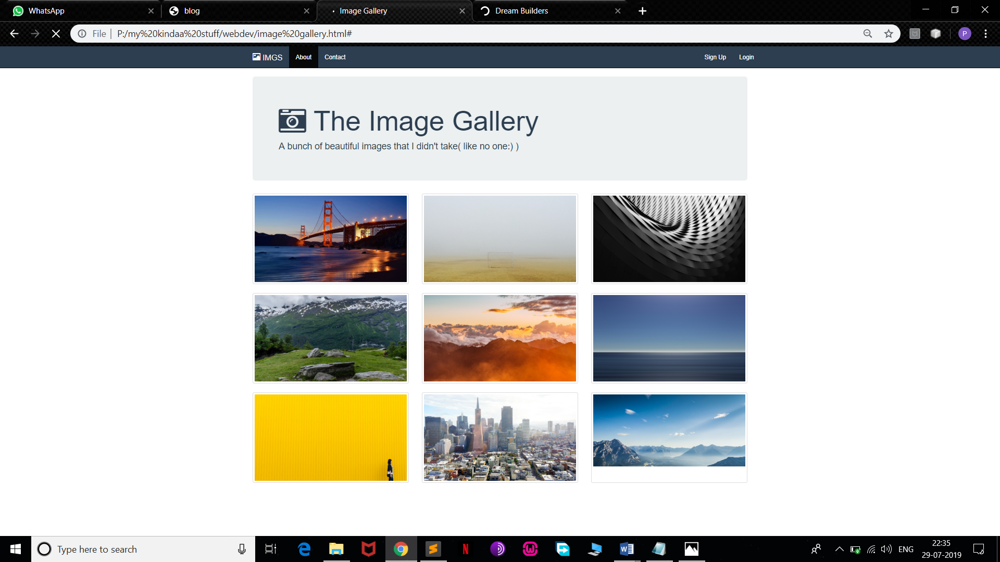 WhatsApp
blog
Image Gallery
Dream Builders
File
P:/my%20kindaa%20stuff/webdev/image%20gallery.html#
P
IMGS
About
Contact
Sign Up
Login
The Image Gallery
A bunch of beautiful images that I didn't take( like no one:) )
Type here to search
ENG
22:35
29-07-2019